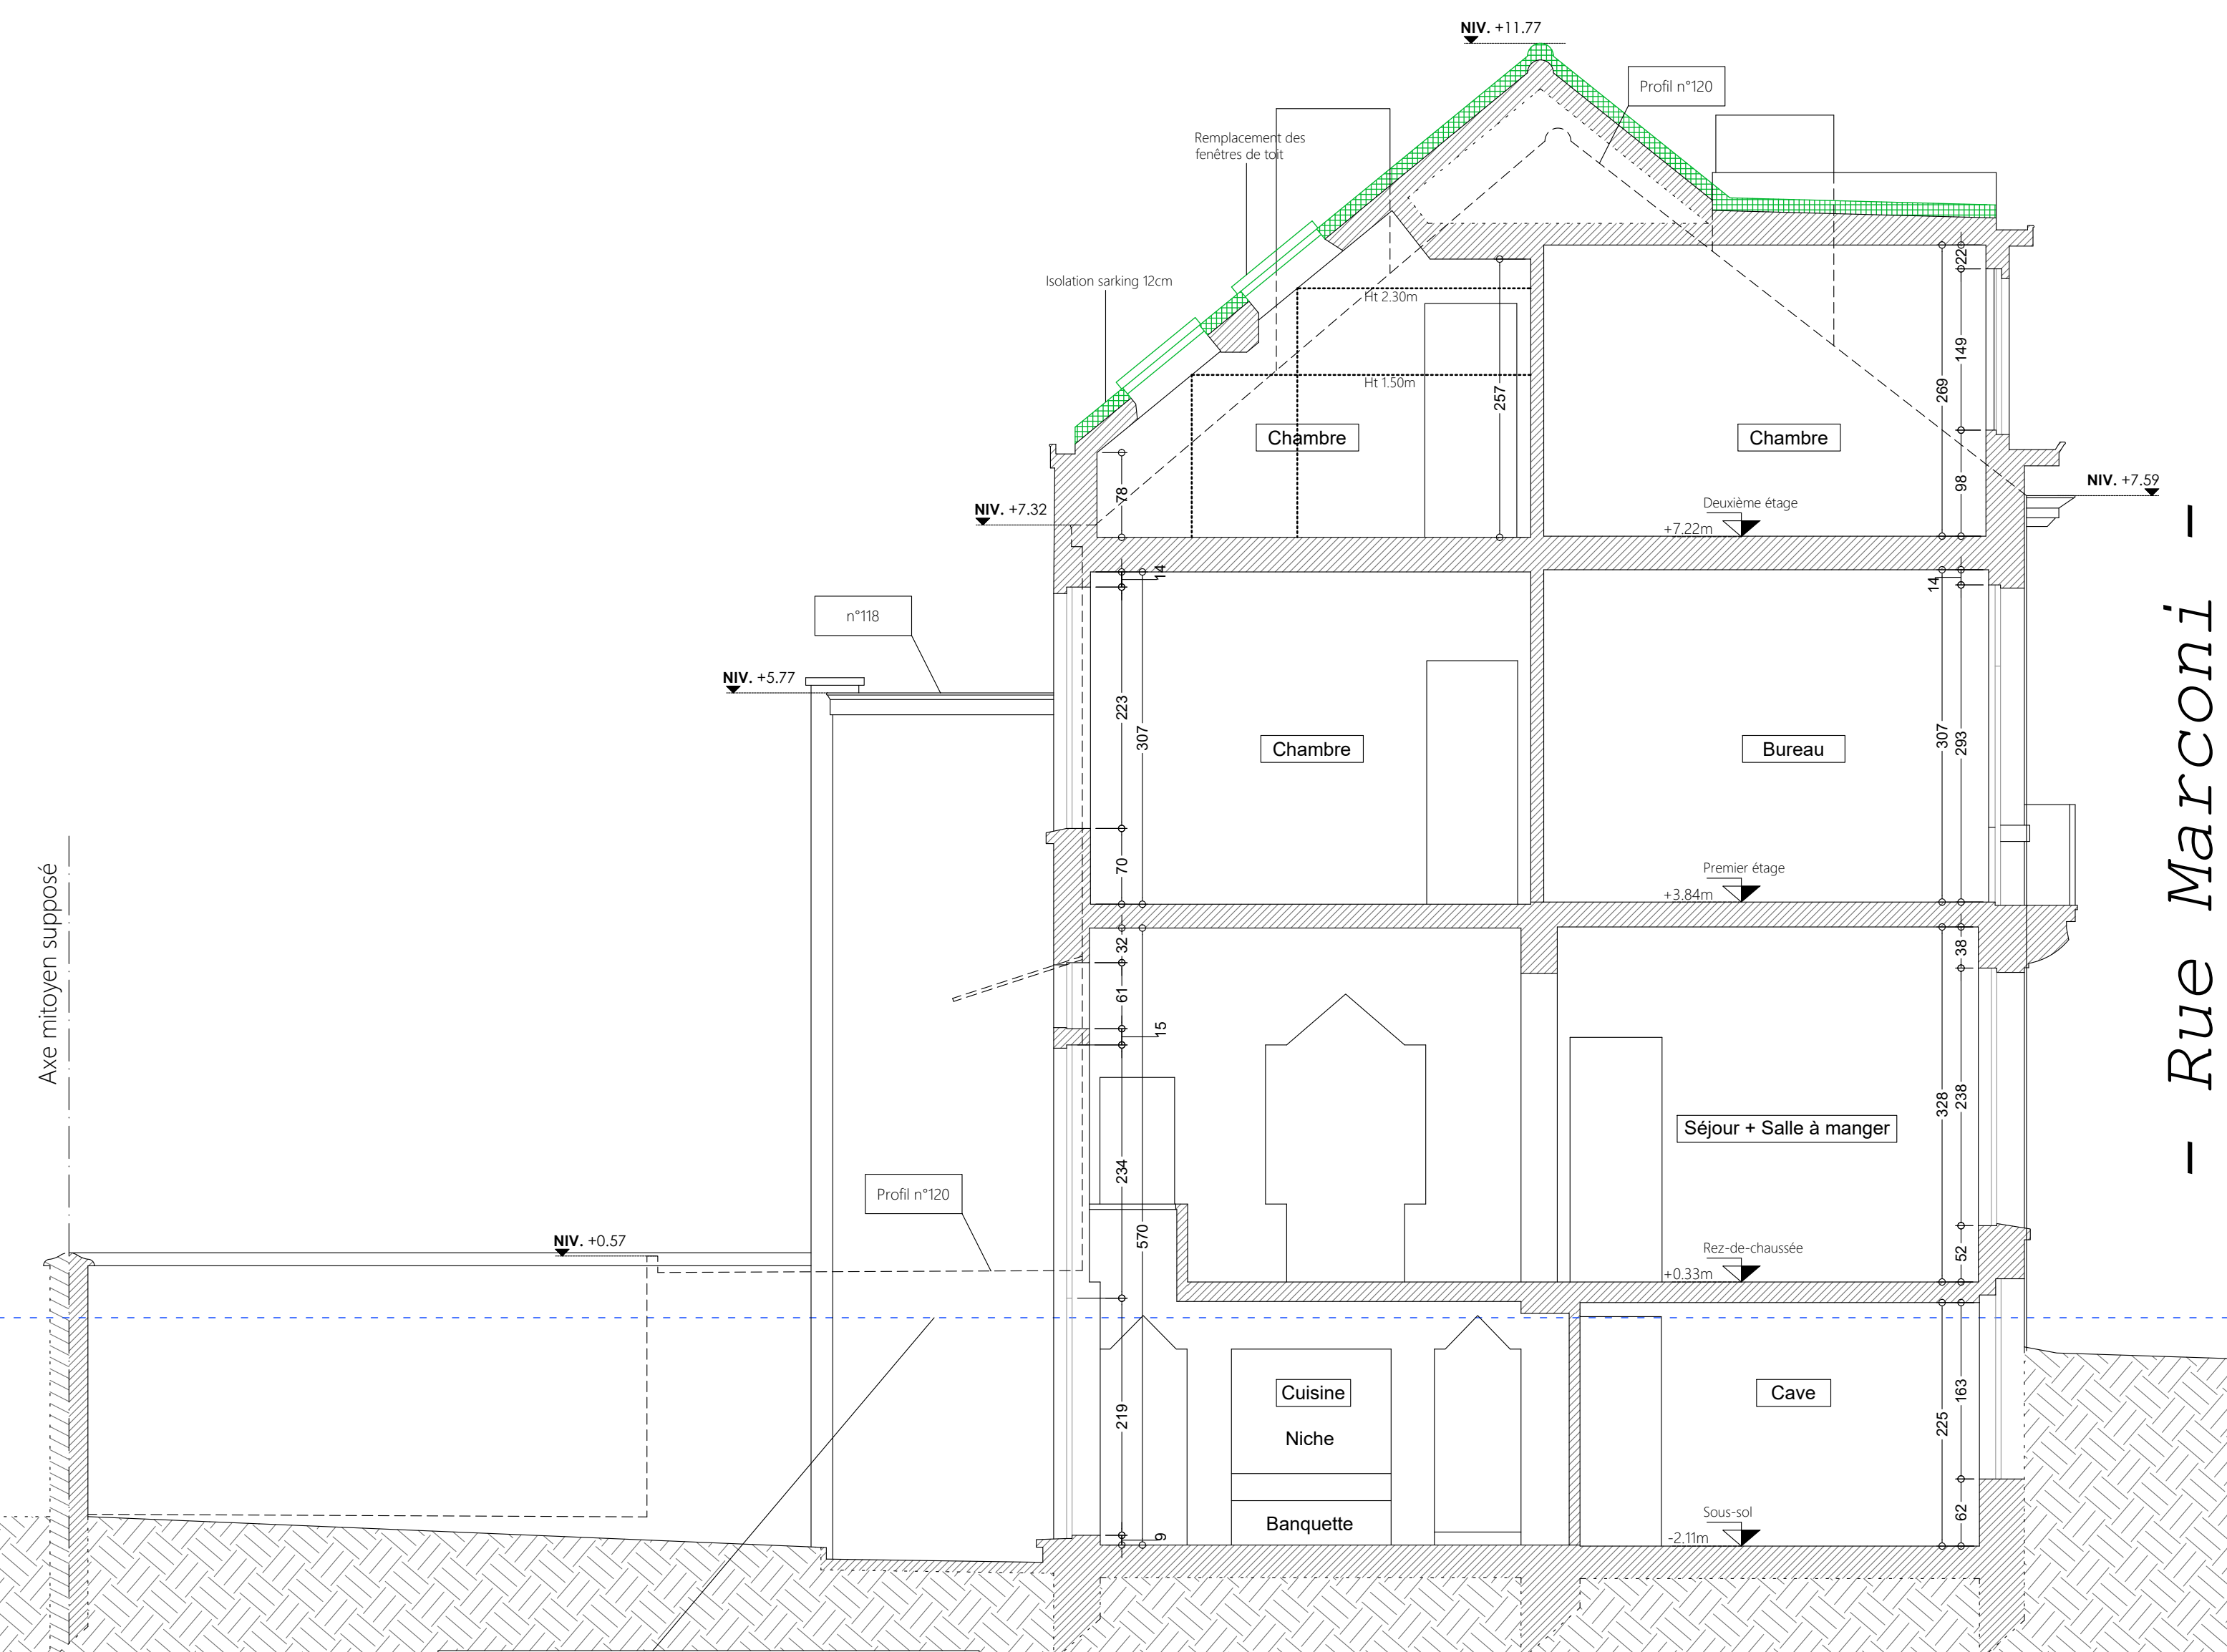 NIV. +11.77
Profil n°120
Remplacement des
fenêtres de toit
Isolation sarking 12cm
Ht 2.30m
Ht 1.50m
257
Chambre
78
Chambre
22
149
269
98
NIV. +7.59
NIV. +7.32
Deuxième étage
+7.22m
14
223
307
70
Chambre
Bureau
14
307
293
n°118
NIV. +5.77
Premier étage
+3.84m
32
61
15
234
570
38
328
238
52
Séjour + Salle à manger
Profil n°120
NIV. +0.57
Rez-de-chaussée
+0.33m
Axe mitoyen supposé
- Rue Marconi -
219
9
Cuisine
Niche
Banquette
Cave
163
225
62
Sous-sol
-2.11m